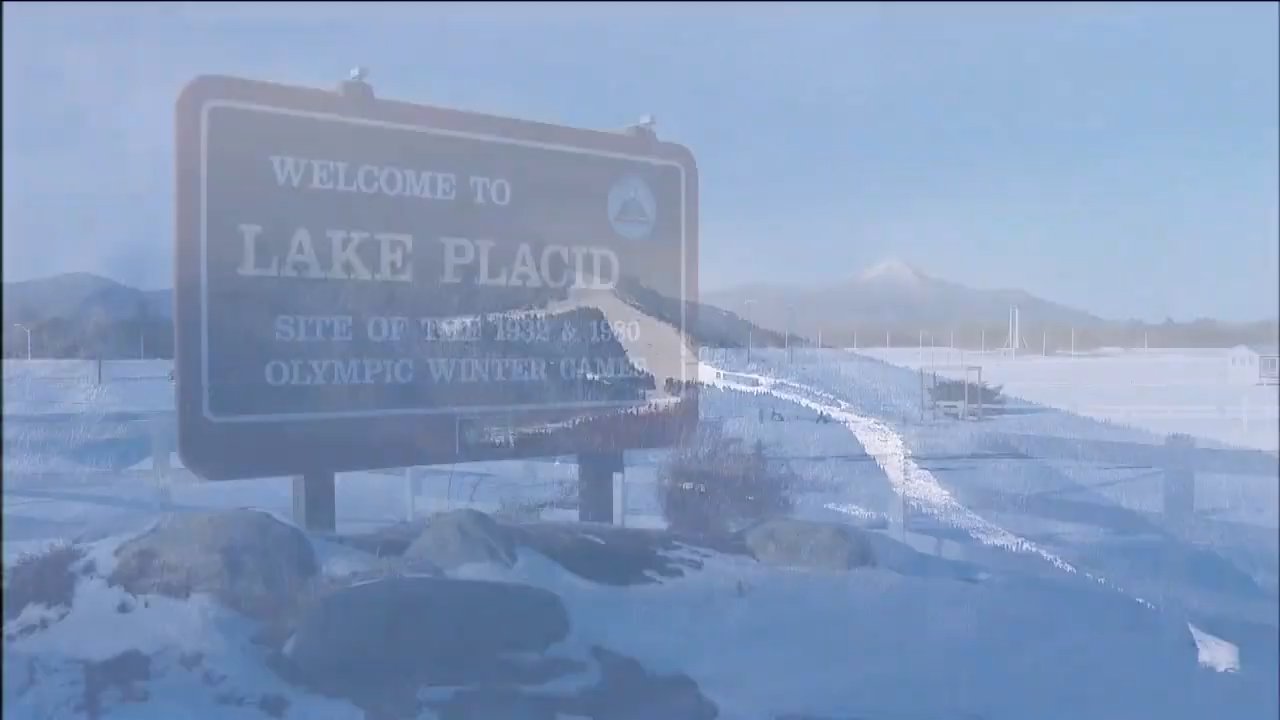 WELCOME TO
LAKE PLACID
SITE OF THE 1932 & 1980
OLYMPIC WINTER GAMES